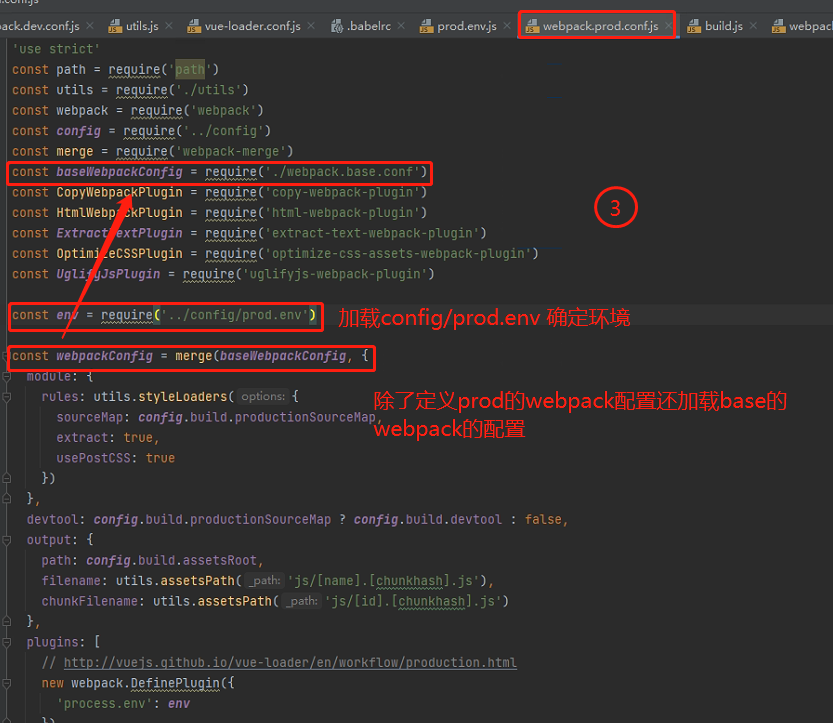 .conf.js
pack.dev.conf.js
utils.js
vue-loader.conf.js
.babelrc
prod.env.js
webpack.prod.conf.js
build.js
webpac
'use strict'
const path = require('path')
const utils = require('./utils')
const webpack = require('webpack')
const config = require('../config')
const merge = require('webpack-merge')
const baseWebpackConfig = require('./webpack.base.conf')
const CopyWebpackPlugin = require('copy-webpack-plugin')
const HtmlWebpackPlugin = require('html-webpack-plugin')
const ExtractTextPlugin = require('extract-text-webpack-plugin')
const OptimizeCSSPlugin = require('optimize-css-assets-webpack-plugin')
const UglifyJsPlugin = require('uglifyjs-webpack-plugin')
③
const env = require('../config/prod.env')
加载config/prod.env 确定环境
const webpackConfig = merge(baseWebpackConfig, {
module: {
rules: utils.styleLoaders( options: {
sourceMap: config.build.productionSourceMap,
extract: true,
usePostCSS: true
})
},
除了定义prod的webpack配置还加载base的
webpack的配置
devtool: config.build.productionSourceMap ? config.build.devtool : false,
output: {
path: config.build.assetsRoot,
filename: utils.assetsPath( _path: 'js/[name].[chunkhash].js'),
chunkFilename: utils.assetsPath( _path: 'js/[id].[chunkhash].js')
},
plugins: [
// http://vuejs.github.io/vue-loader/en/workflow/production.html
new webpack.DefinePlugin({
'process.env': env
})